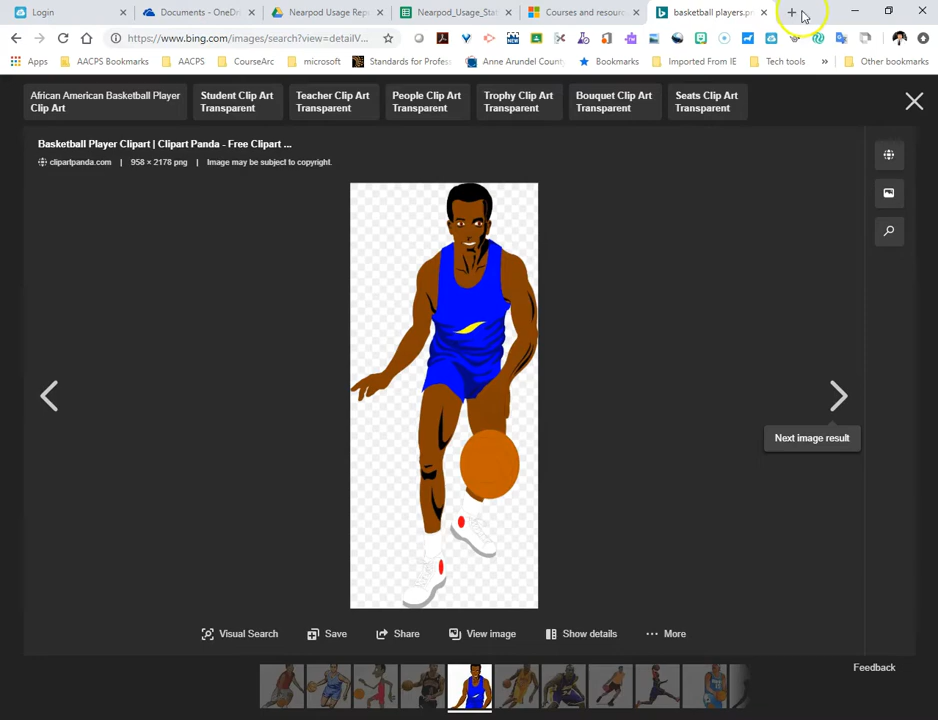 Login
Documents - OneDr
Nearpod Usage Rep
Nearpod_Usage_Stat
Courses and resourc
basketball players.pn
https://www.bing.com/images/search?view=detailV...
Apps AACPS Bookmarks AACPS CourseArc microsoft Standards for Profes Anne Arundel Count Bookmarks Imported From IE Tech tools » Other bookmarks
African American Basketball Player
Clip Art
Student Clip Art
Transparent
Teacher Clip Art
Transparent
People Clip Art
Transparent
Trophy Clip Art
Transparent
Bouquet Clip Art
Transparent
Seats Clip Art
Transparent
Basketball Player Clipart | Clipart Panda - Free Clipart ...
clipartpanda.com | 958 × 2178 png | Image may be subject to copyright.
Next image result
Visual Search Save Share View image Show details ... More
Feedback